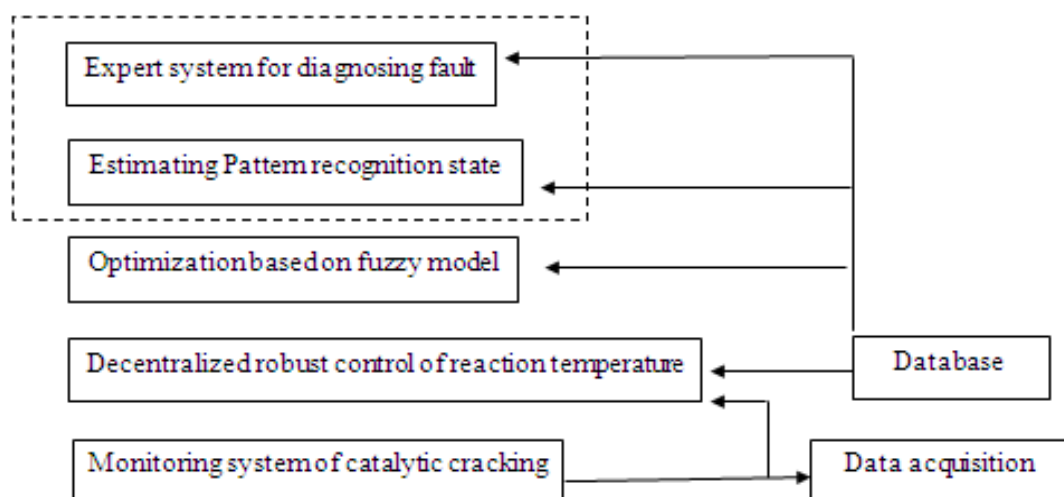 Expert system for diagnosing fault
Estimating Pattern recognition state
Optimization based on fuzzy model
Decentralized robust control of reaction temperature
Database
Monitoring system of catalytic cracking
Data acquisition